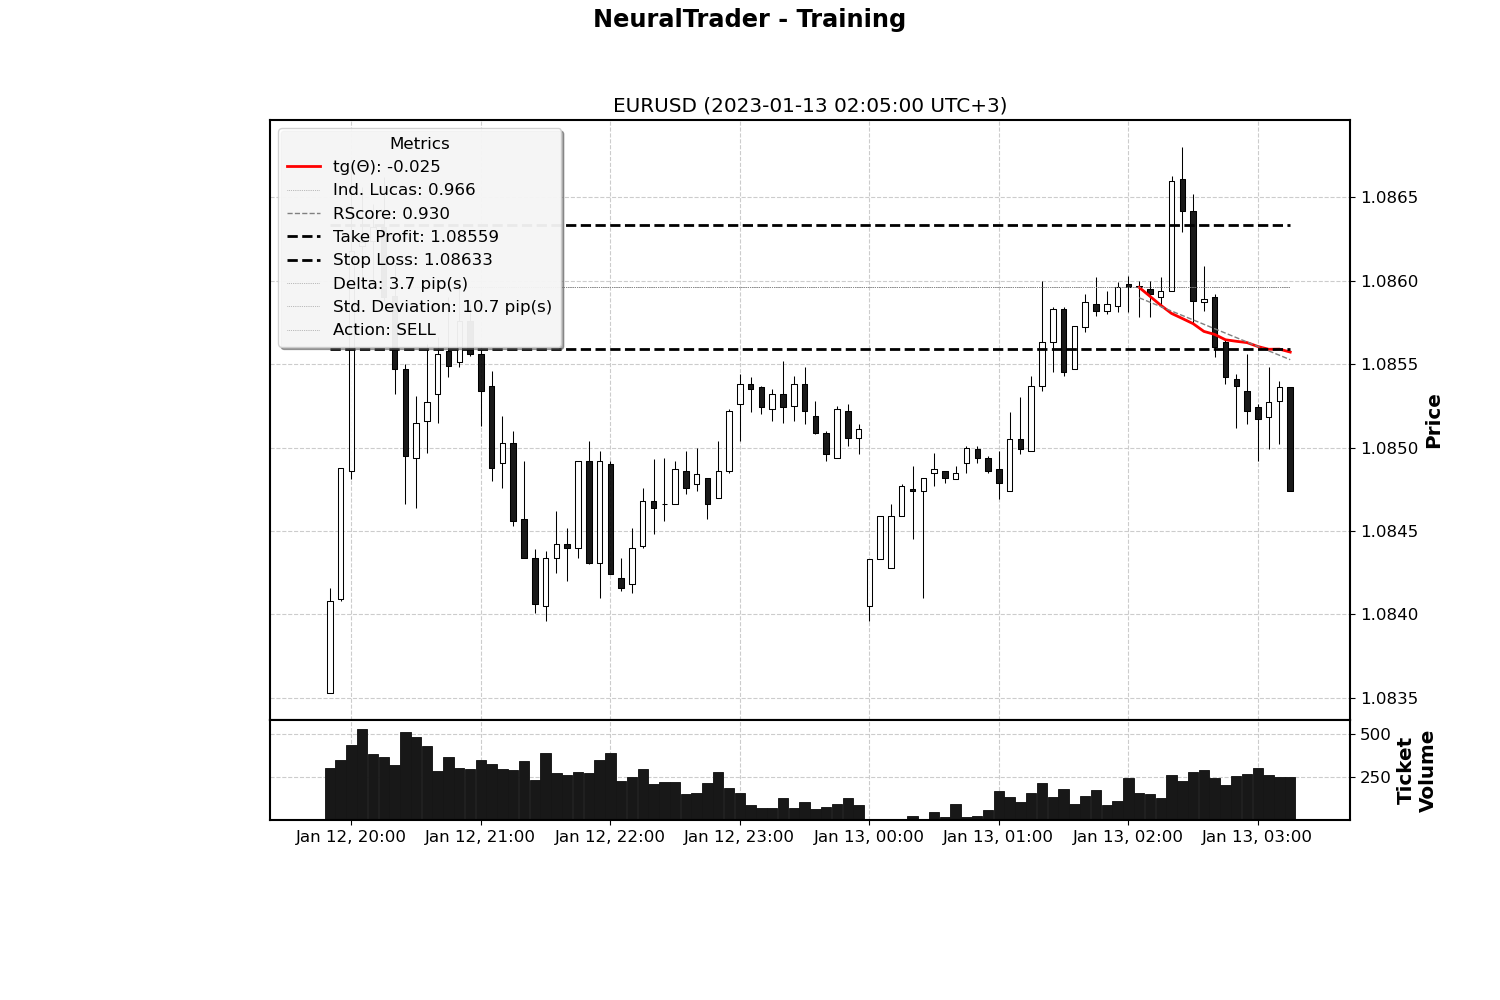 NeuralTrader - Training
EURUSD (2023-01-13 02:05:00 UTC+3)
Metrics
tg(Θ): -0.025
Ind. Lucas: 0.966
RScore: 0.930
Take Profit: 1.08559
Stop Loss: 1.08633
Delta: 3.7 pip(s)
Std. Deviation: 10.7 pip(s)
Action: SELL
1.0865
1.0860
1.0855
1.0850
1.0845
1.0840
1.0835
Price
500
250
Ticket
Volume
Jan 12, 20:00
Jan 12, 21:00
Jan 12, 22:00
Jan 12, 23:00
Jan 13, 00:00
Jan 13, 01:00
Jan 13, 02:00
Jan 13, 03:00